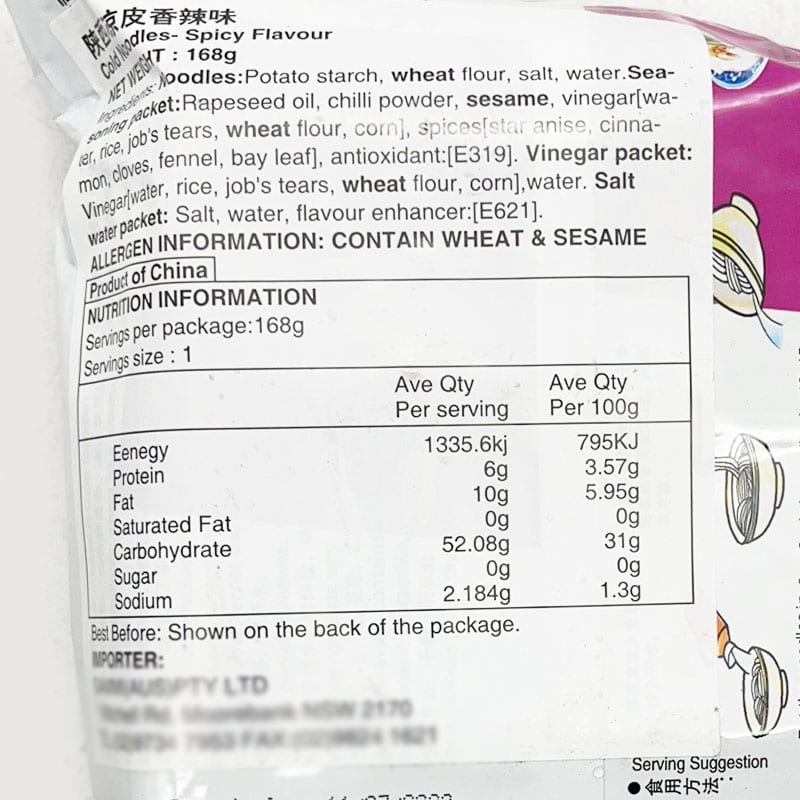 陕西凉皮香辣味
Cold Noodles- Spicy Flavour
NET WEIGHT : 168g
Ingredients: Noodles:Potato starch, wheat flour, salt, water.Sea-
soning packet:Rapeseed oil, chilli powder, sesame, vinegar[wa-
ter, rice, job's tears, wheat flour, corn], spices[star anise, cinna-
mon, cloves, fennel, bay leaf], antioxidant:[E319]. Vinegar packet:
Vinegar[water, rice, job's tears, wheat flour, corn],water. Salt
water packet: Salt, water, flavour enhancer:[E621].
ALLERGEN INFORMATION: CONTAIN WHEAT & SESAME
Product of China
NUTRITION INFORMATION
Servings per package:168g
Servings size : 1
Ave Qty Ave Qty
Per serving Per 100g
Eenegy 1335.6kj 795KJ
Protein 6g 3.57g
Fat 10g 5.95g
Saturated Fat 0g 0g
Carbohydrate 52.08g 31g
Sugar 0g 0g
Sodium 2.184g 1.3g
Best Before: Shown on the back of the package.
IMPORTER:
PTY LTD
NSW 2170
Serving Suggestion
●食用方法: